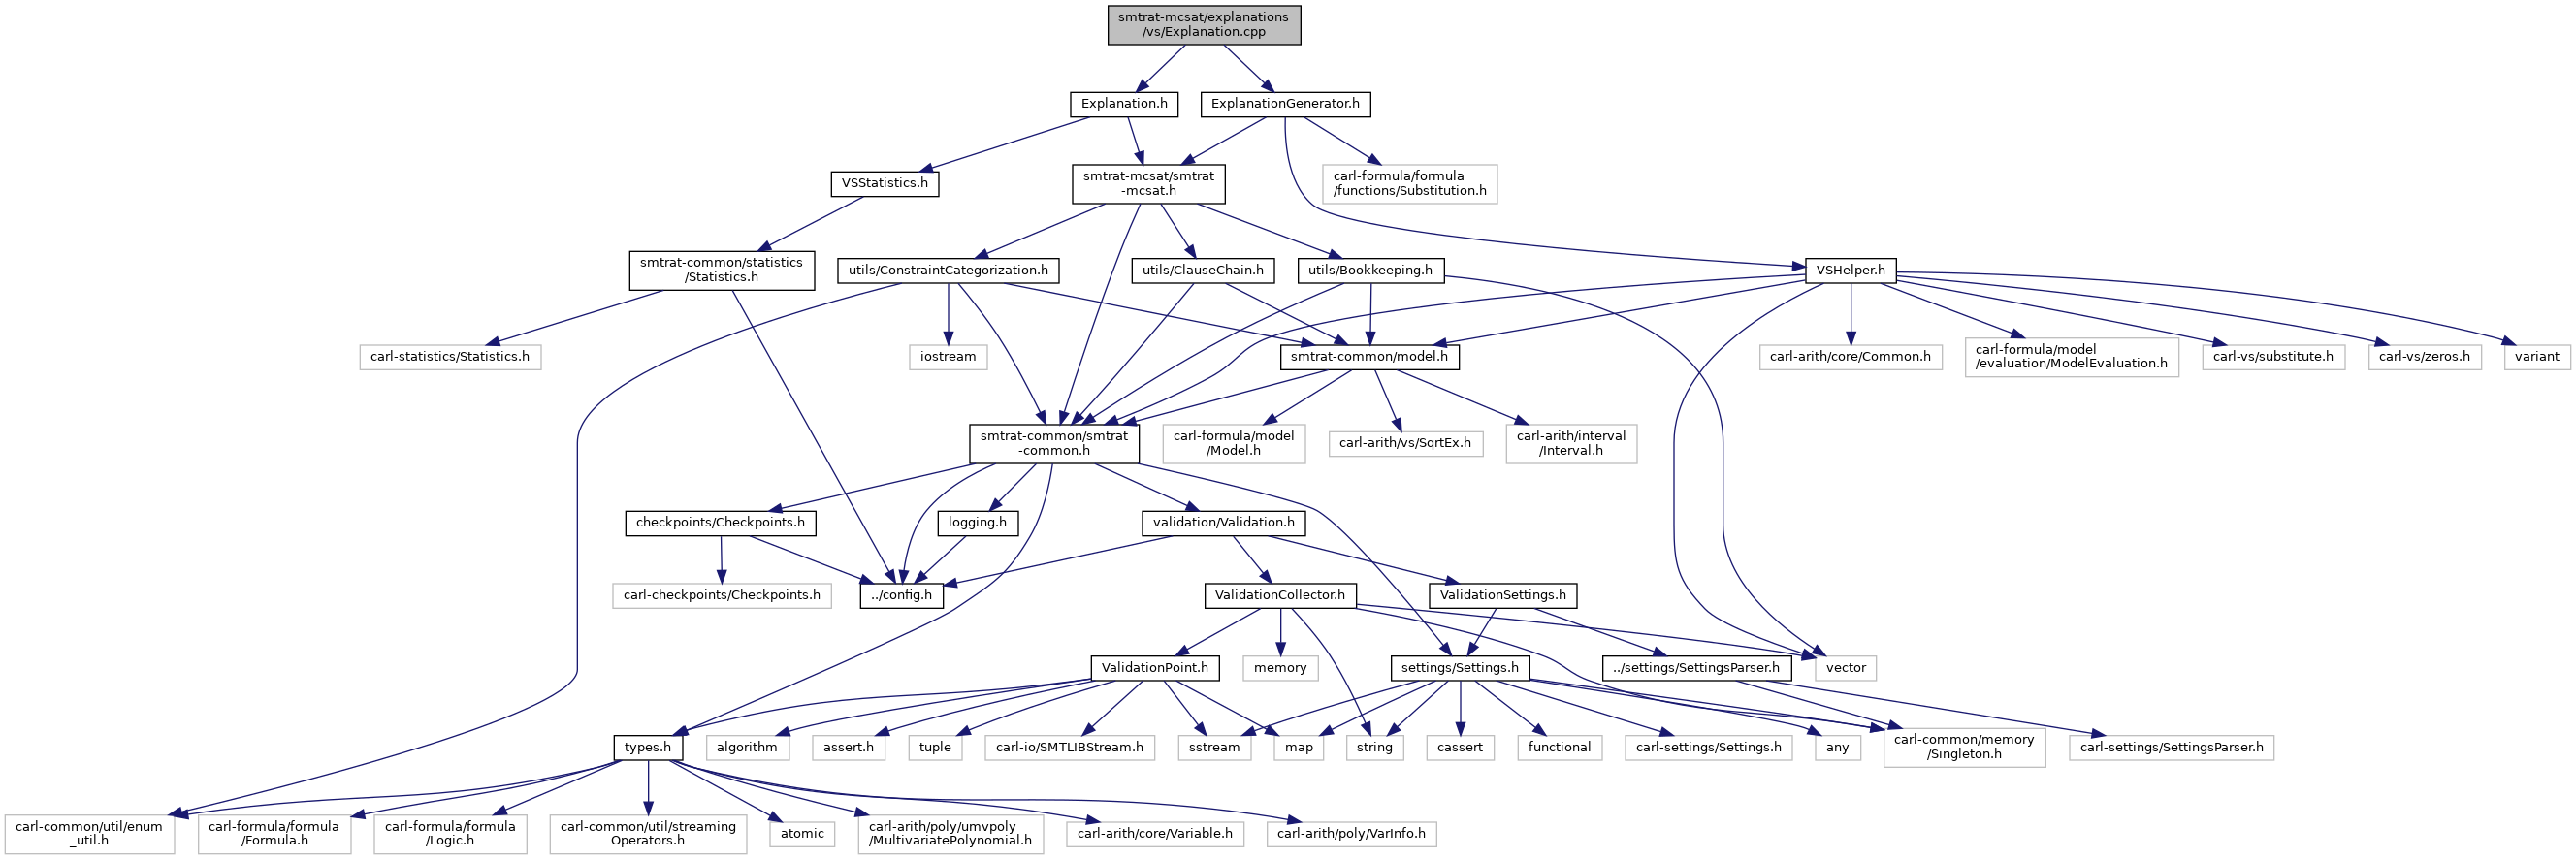 smtrat-mcsat/explanations
/vs/Explanation.cpp
Explanation.h
ExplanationGenerator.h
VSStatistics.h
smtrat-mcsat/smtrat
-mcsat.h
carl-formula/formula
/functions/Substitution.h
smtrat-common/statistics
/Statistics.h
utils/ConstraintCategorization.h
utils/ClauseChain.h
utils/Bookkeeping.h
VSHelper.h
carl-statistics/Statistics.h
iostream
smtrat-common/model.h
carl-arith/core/Common.h
carl-formula/model
/evaluation/ModelEvaluation.h
carl-vs/substitute.h
carl-vs/zeros.h
variant
smtrat-common/smtrat
-common.h
carl-formula/model
/Model.h
carl-arith/vs/SqrtEx.h
carl-arith/interval
/Interval.h
checkpoints/Checkpoints.h
logging.h
validation/Validation.h
carl-checkpoints/Checkpoints.h
../config.h
ValidationCollector.h
ValidationSettings.h
ValidationPoint.h
memory
settings/Settings.h
../settings/SettingsParser.h
vector
types.h
algorithm
assert.h
tuple
carl-io/SMTLIBStream.h
sstream
map
string
cassert
functional
carl-settings/Settings.h
any
carl-common/memory
/Singleton.h
carl-settings/SettingsParser.h
carl-common/util/enum
_util.h
carl-formula/formula
/Formula.h
carl-formula/formula
/Logic.h
carl-common/util/streaming
Operators.h
atomic
carl-arith/poly/umvpoly
/MultivariatePolynomial.h
carl-arith/core/Variable.h
carl-arith/poly/VarInfo.h